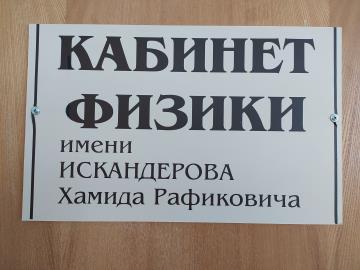 КАБИНЕТ
ФИЗИКИ
имени
ИСКАНДЕРОВА
Хамида Рафиковича